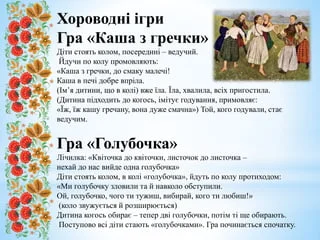 Хороводні ігри
Гра «Каша з гречки»
Діти стоять колом, посередині – ведучий.
Йдучи по колу промовляють:
«Каша з гречки, до смаку малечі!
Каша в печі добре впріла.
(Ім’я дитини, що в колі) вже їла. Їла, хвалила, всіх пригостила.
(Дитина підходить до когось, імітує годування, примовляє:
«Їж, їж кашу гречану, вона дуже смачна») Той, кого годували, стає
ведучим.
Гра «Голубочка»
Лічилка: «Квіточка до квіточки, листочок до листочка –
нехай до нас вийде одна голубочка»
Діти стоять колом, в колі «голубочка», йдуть по колу протиходом:
«Ми голубочку зловили та й навколо обступили.
Ой, голубочко, чого ти тужиш, вибирай, кого ти любиш!»
(коло звужується й розширюється)
Дитина когось обирає – тепер дві голубочки, потім ті ще обирають.
Поступово всі діти стають «голубочками». Гра починається спочатку.